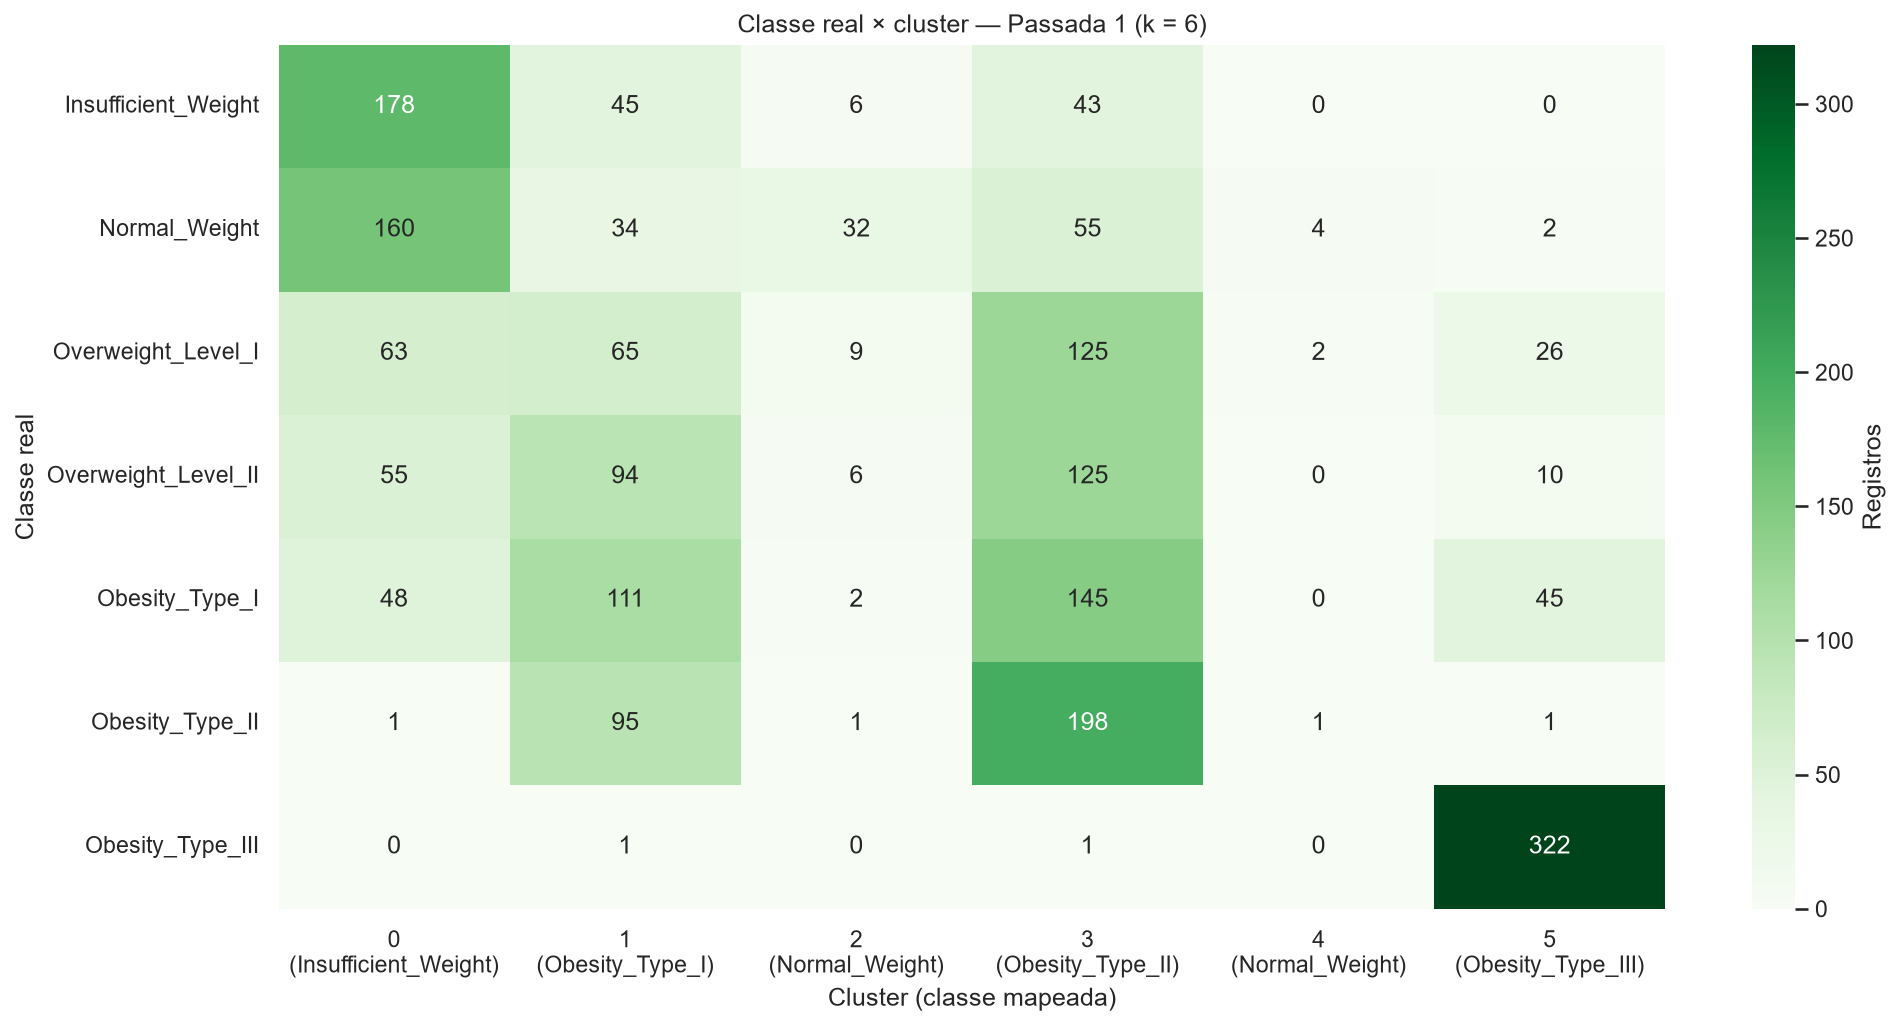 Classe real × cluster — Passada 1 (k = 6)
Insufficient_Weight 178 45 6 43 0 0
Normal_Weight 160 34 32 55 4 2
Overweight_Level_I 63 65 9 125 2 26
Overweight_Level_II 55 94 6 125 0 10
Obesity_Type_I 48 111 2 145 0 45
Obesity_Type_II 1 95 1 198 1 1
Obesity_Type_III 0 1 0 1 0 322
Classe real
0 1 2 3 4 5
(Insufficient_Weight) (Obesity_Type_I) (Normal_Weight) (Obesity_Type_II) (Normal_Weight) (Obesity_Type_III)
Cluster (classe mapeada)
300
250
200
150
100
50
0
Registros